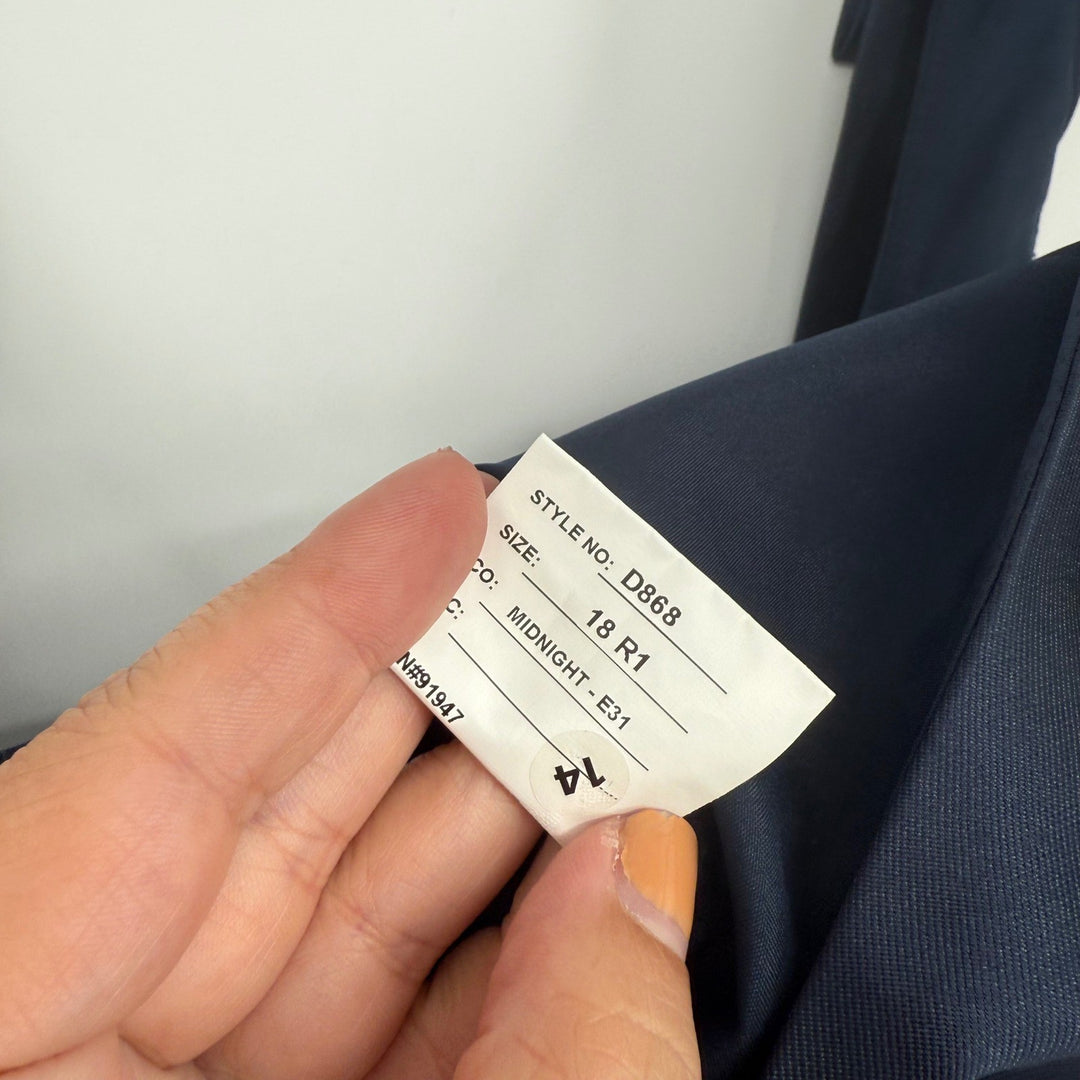 STYLE NO: D868
SIZE: 18 R1
CO: MIDNIGHT - E31
C:
N#91947
14